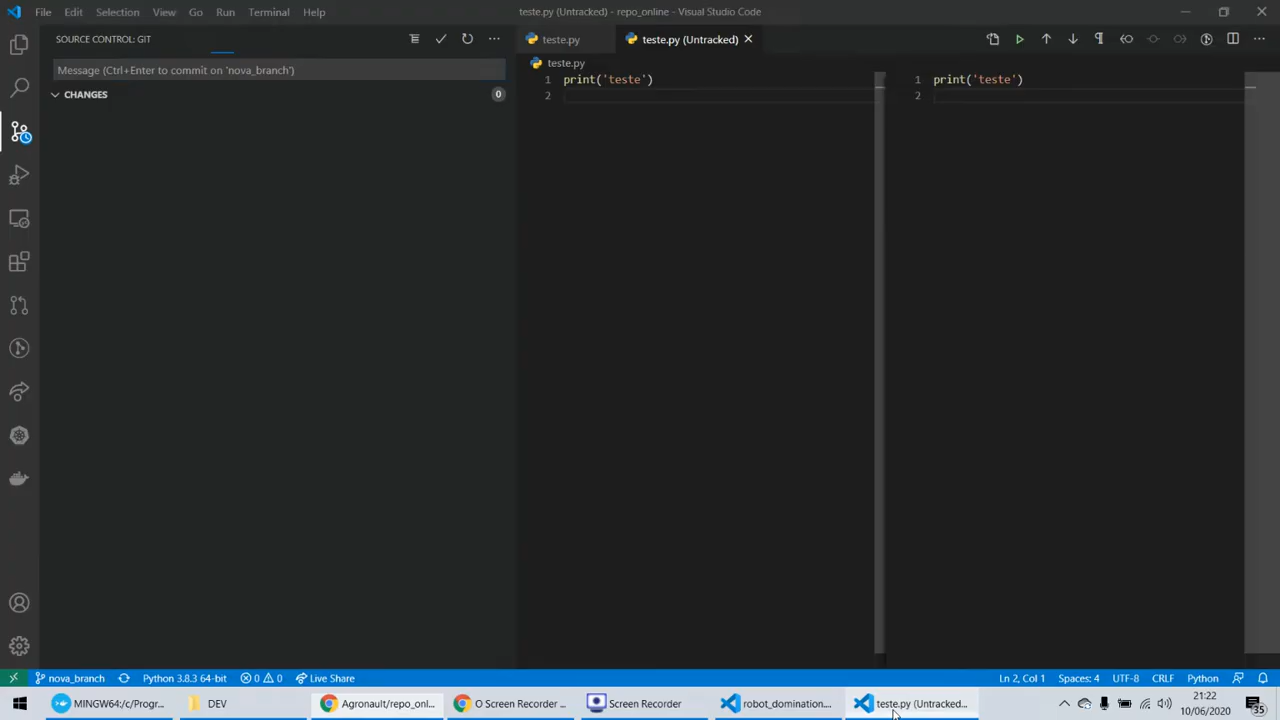 File Edit Selection View Go Run Terminal Help
teste.py (Untracked) - repo_online - Visual Studio Code
SOURCE CONTROL: GIT
teste.py
teste.py (Untracked)
Message (Ctrl+Enter to commit on 'nova_branch')
CHANGES
0
teste.py
1 print('teste')
2
1 print('teste')
2
nova_branch
Python 3.8.3 64-bit
0
0
Live Share
Ln 2, Col 1
Spaces: 4
UTF-8
CRLF
Python
MINGW64:/c/Progr...
DEV
Agronault/repo_onl...
O Screen Recorder ...
Screen Recorder
robot_domination...
teste.py (Untracked...
21:22
10/06/2020
35